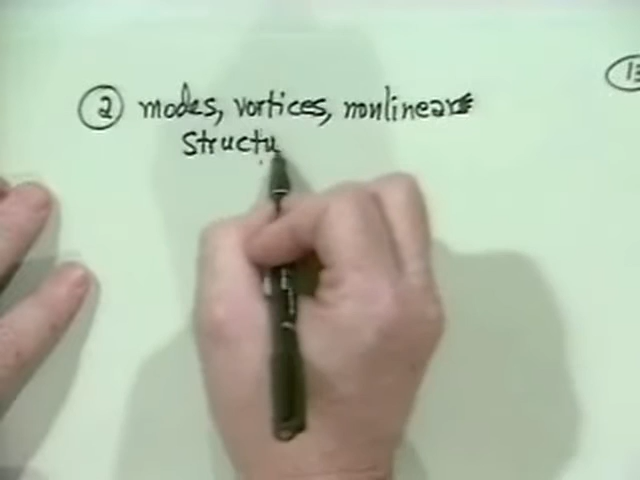 ② modes, vortices, nonlinear
Structu